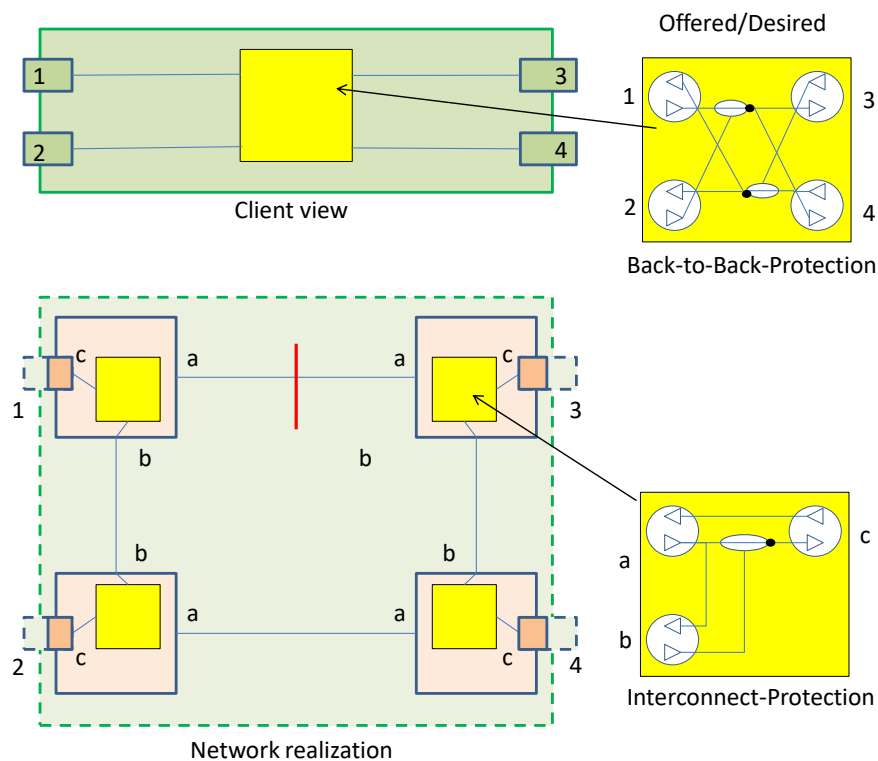 Offered/Desired
1
3
2
4
Client view
1
3
2
4
Back-to-Back-Protection
c
a
a
c
1
3
b
b
b
b
a
a
2
c
c
4
a
c
b
Interconnect-Protection
Network realization